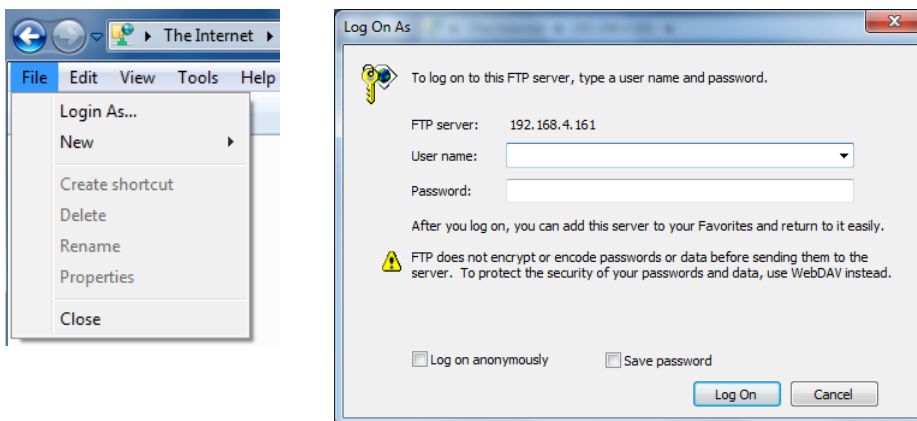 The Internet
File Edit View Tools Help
Login As...
New
Create shortcut
Delete
Rename
Properties
Close
Log On As
To log on to this FTP server, type a user name and password.
FTP server: 192.168.4.161
User name:
Password:
After you log on, you can add this server to your Favorites and return to it easily.
FTP does not encrypt or encode passwords or data before sending them to the
server. To protect the security of your passwords and data, use WebDAV instead.
Log on anonymously Save password
Log On Cancel